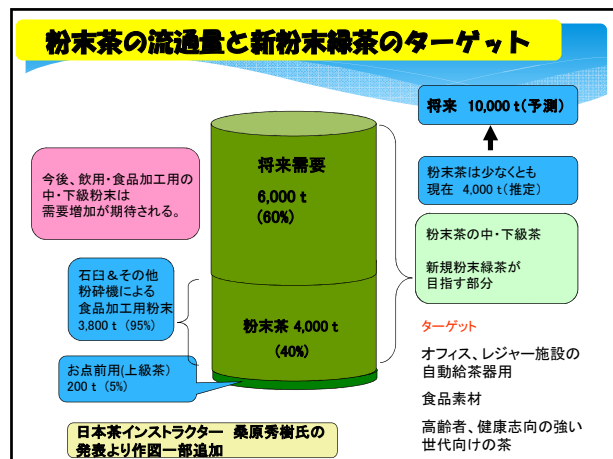 粉末茶の流通量と新粉末緑茶のターゲット
将来 10,000 t(予測)
粉末茶は少なくとも
現在 4,000 t(推定)
今後、飲用・食品加工用の
中・下級粉末は
需要増加が期待される。
将来需要
6,000 t
(60%)
粉末茶の中・下級茶
新規粉末緑茶が
目指す部分
石臼&その他
粉砕機による
食品加工用粉末
3,800 t (95%)
粉末茶 4,000 t
(40%)
お点前用(上級茶)
200 t (5%)
ターゲット
オフィス、レジャー施設の
自動給茶器用
食品素材
高齢者、健康志向の強い
世代向けの茶
日本茶インストラクター 桑原秀樹氏の
発表より作図一部追加